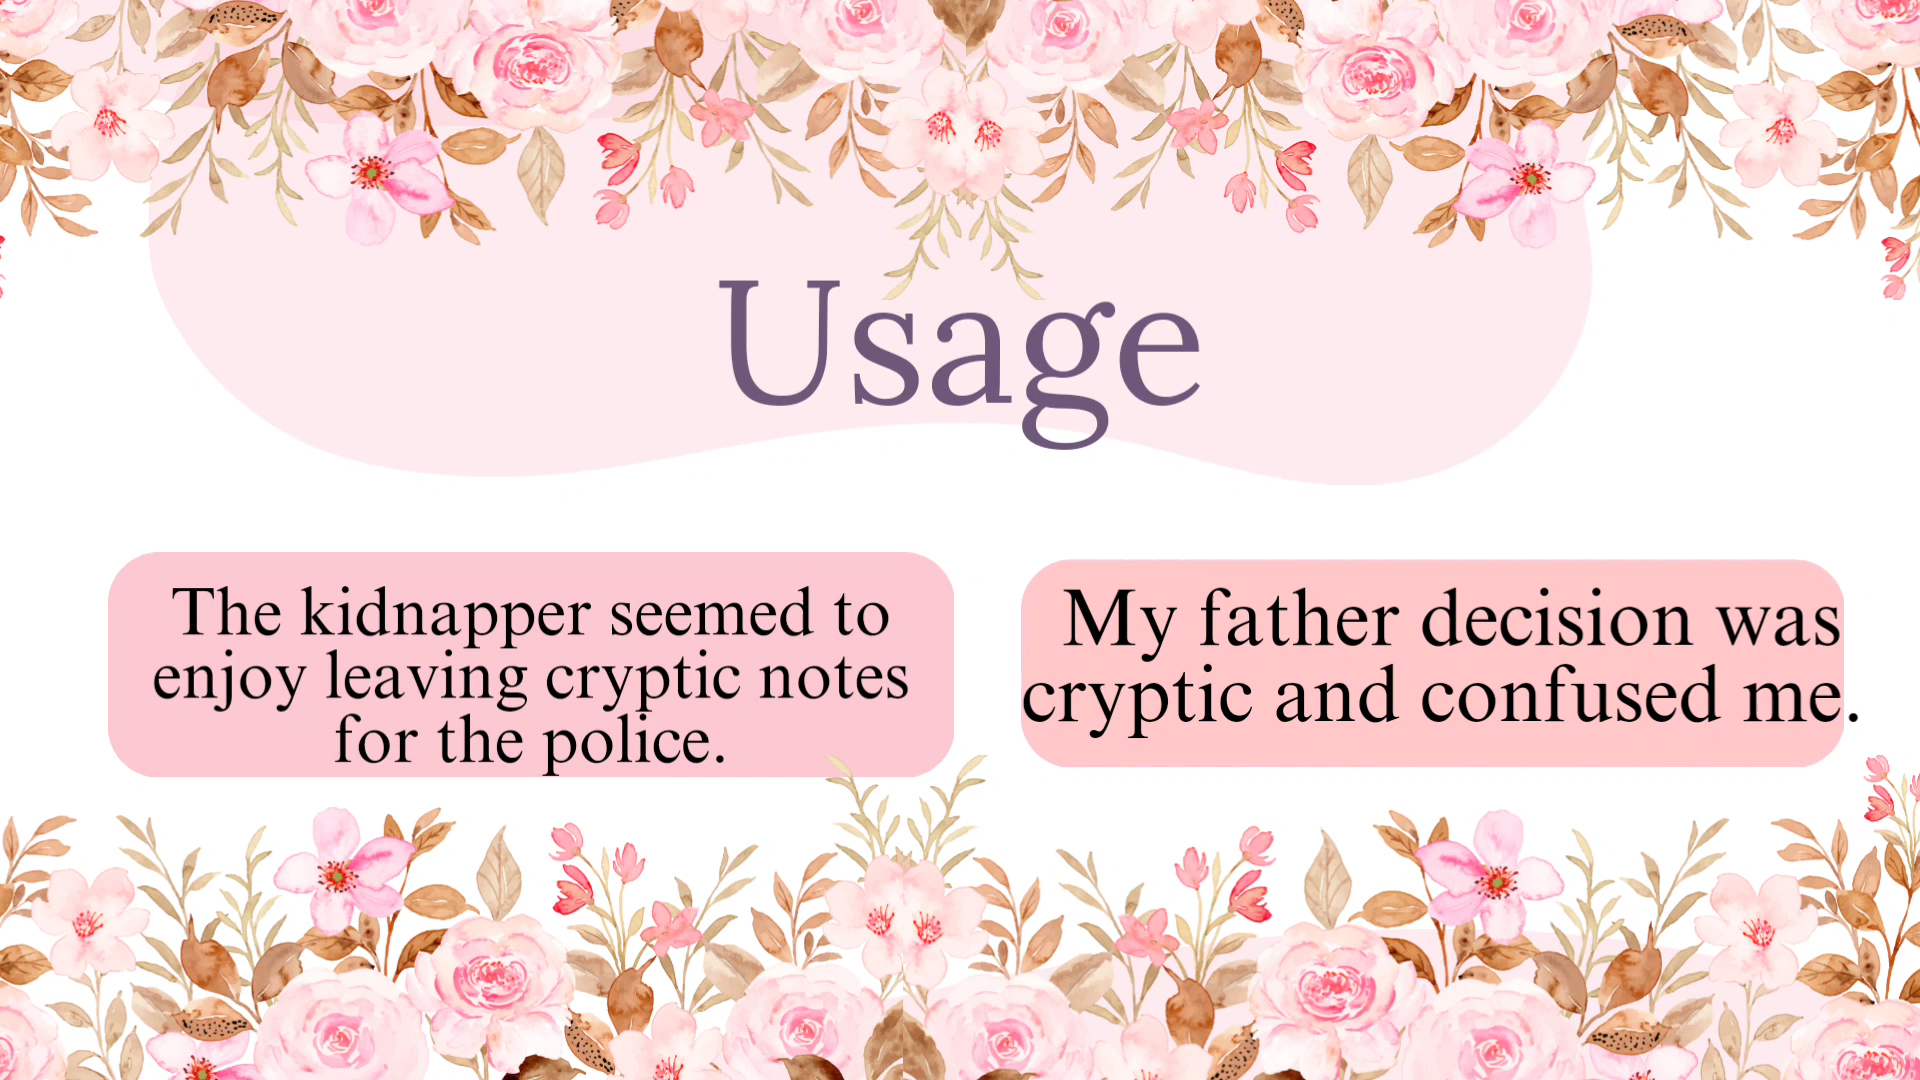 Usage
The kidnapper seemed to
enjoy leaving cryptic notes
for the police.
My father decision was
cryptic and confused me.